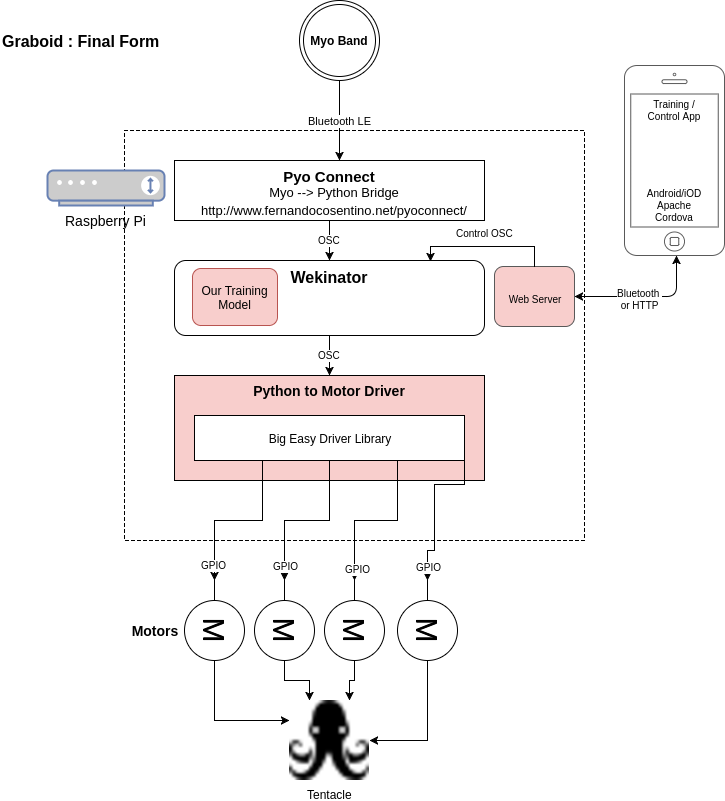 Graboid : Final Form
Myo Band
Bluetooth LE
Training /
Control App
Android/iOD
Apache
Cordova
Raspberry Pi
Pyo Connect
Myo --> Python Bridge
http://www.fernandocosentino.net/pyoconnect/
OSC
Control OSC
Wekinator
Our Training
Model
Web Server
Bluetooth
or HTTP
OSC
Python to Motor Driver
Big Easy Driver Library
GPIO
GPIO
GPIO
GPIO
Motors
M
M
M
M
Tentacle